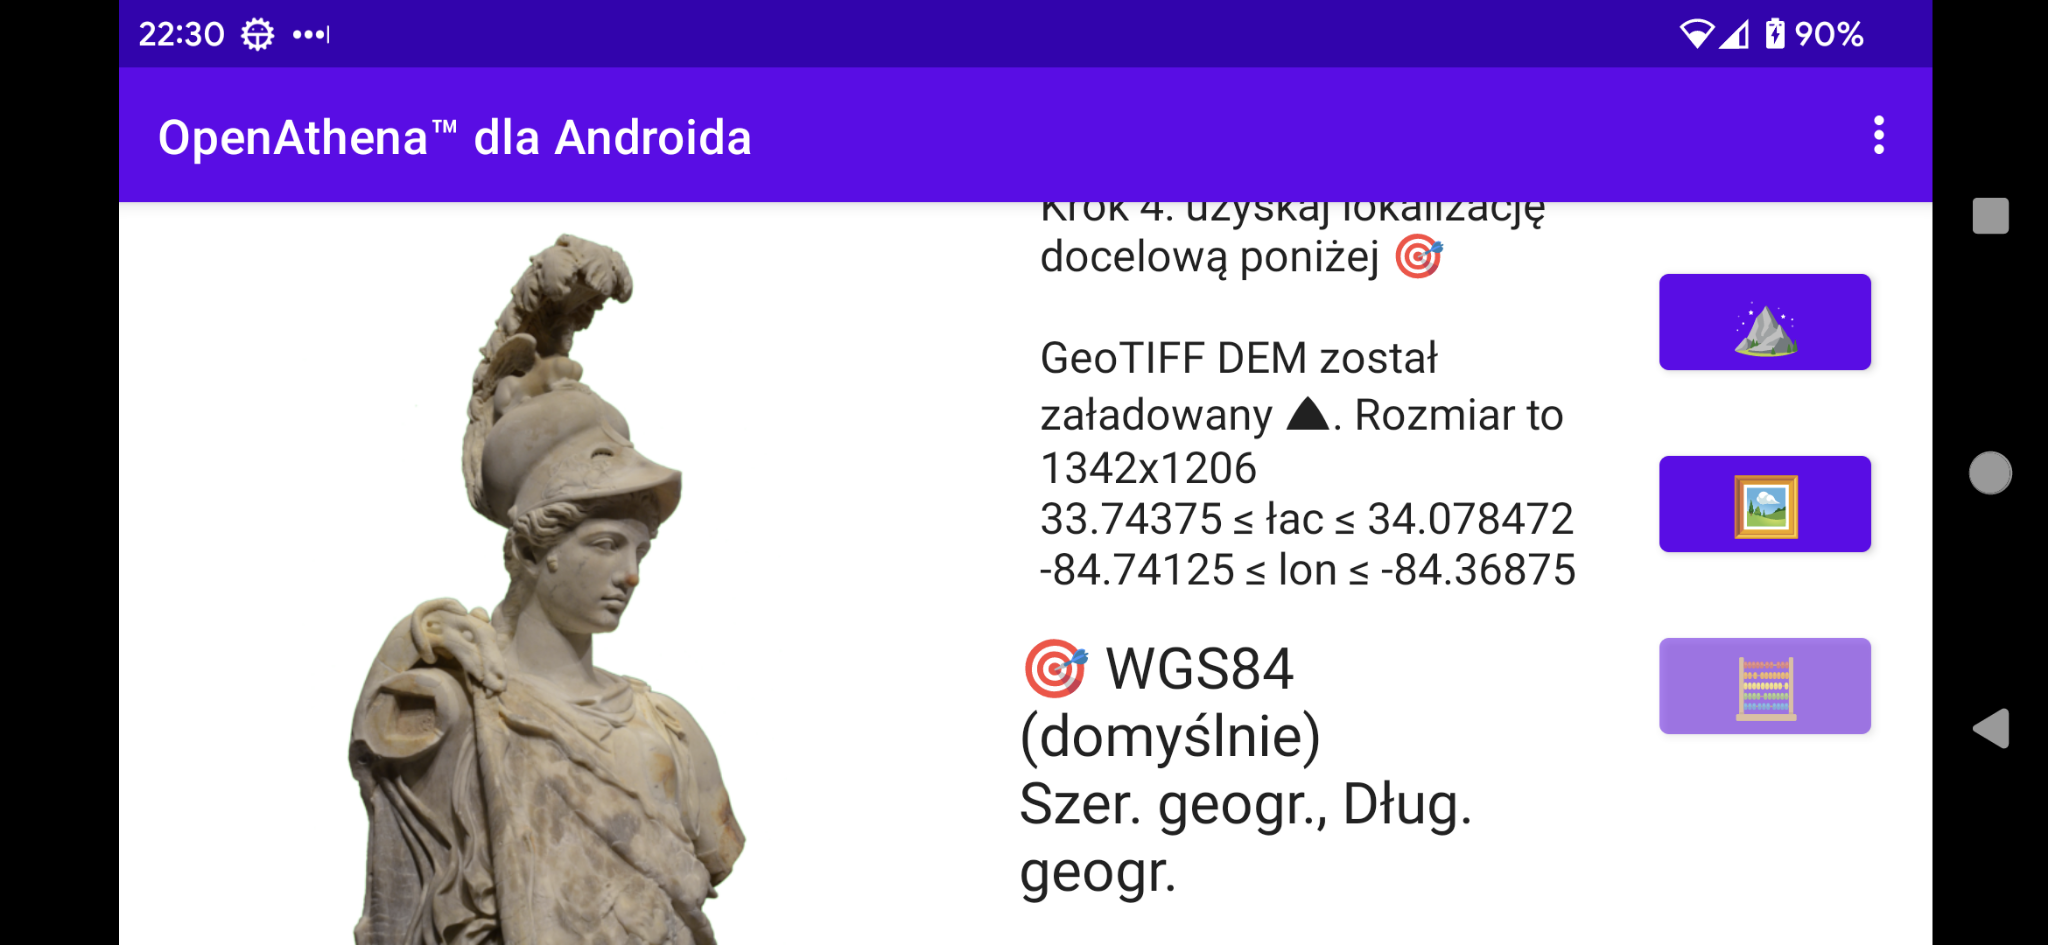 22:30
90%
OpenAthena™ dla Androida
Krok 4. uzyskaj lokalizację
docelową poniżej 🎯
GeoTIFF DEM został
załadowany ⛰. Rozmiar to
1342x1206
33.74375 ≤ łac ≤ 34.078472
-84.74125 ≤ lon ≤ -84.36875
🎯 WGS84
(domyślnie)
Szer. geogr., Dług.
geogr.